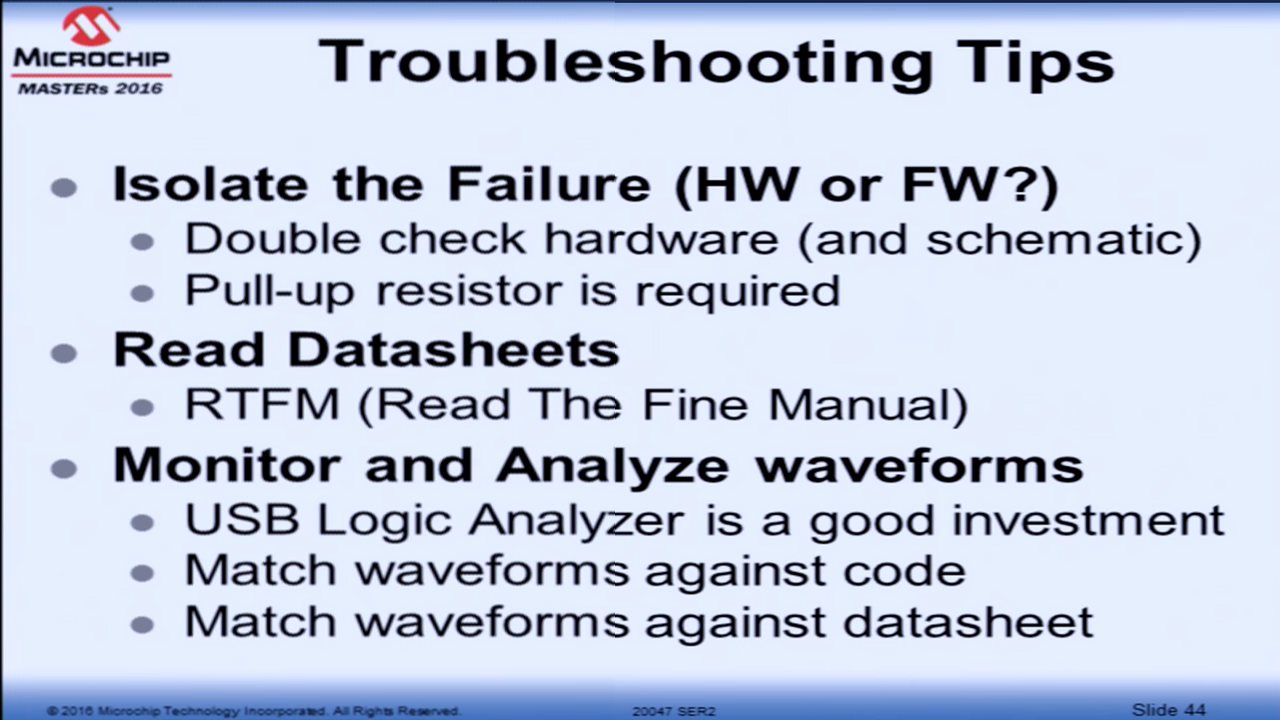 MICROCHIP
MASTERs 2016
Troubleshooting Tips
Isolate the Failure (HW or FW?)
Double check hardware (and schematic)
Pull-up resistor is required
Read Datasheets
RTFM (Read The Fine Manual)
Monitor and Analyze waveforms
USB Logic Analyzer is a good investment
Match waveforms against code
Match waveforms against datasheet
© 2016 Microchip Technology Incorporated. All Rights Reserved.
20047 SER2
Slide 44